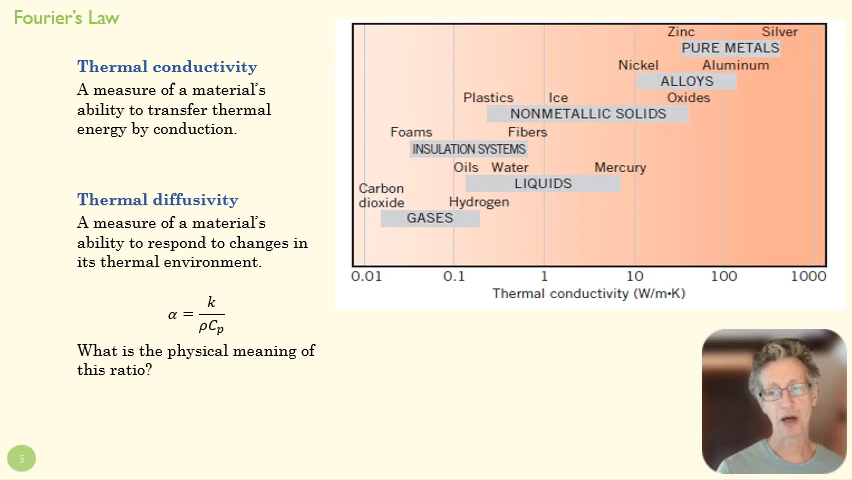 Fourier's Law
Thermal conductivity
A measure of a material's
ability to transfer thermal
energy by conduction.
Thermal diffusivity
A measure of a material's
ability to respond to changes in
its thermal environment.
α = k / ρCp
What is the physical meaning of
this ratio?
Zinc Silver
PURE METALS
Nickel Aluminum
ALLOYS
Plastics Ice Oxides
NONMETALLIC SOLIDS
Foams Fibers
INSULATION SYSTEMS
Oils Water Mercury
LIQUIDS
Carbon
dioxide Hydrogen
GASES
0.01 0.1 1 10 100 1000
Thermal conductivity (W/m•K)
5